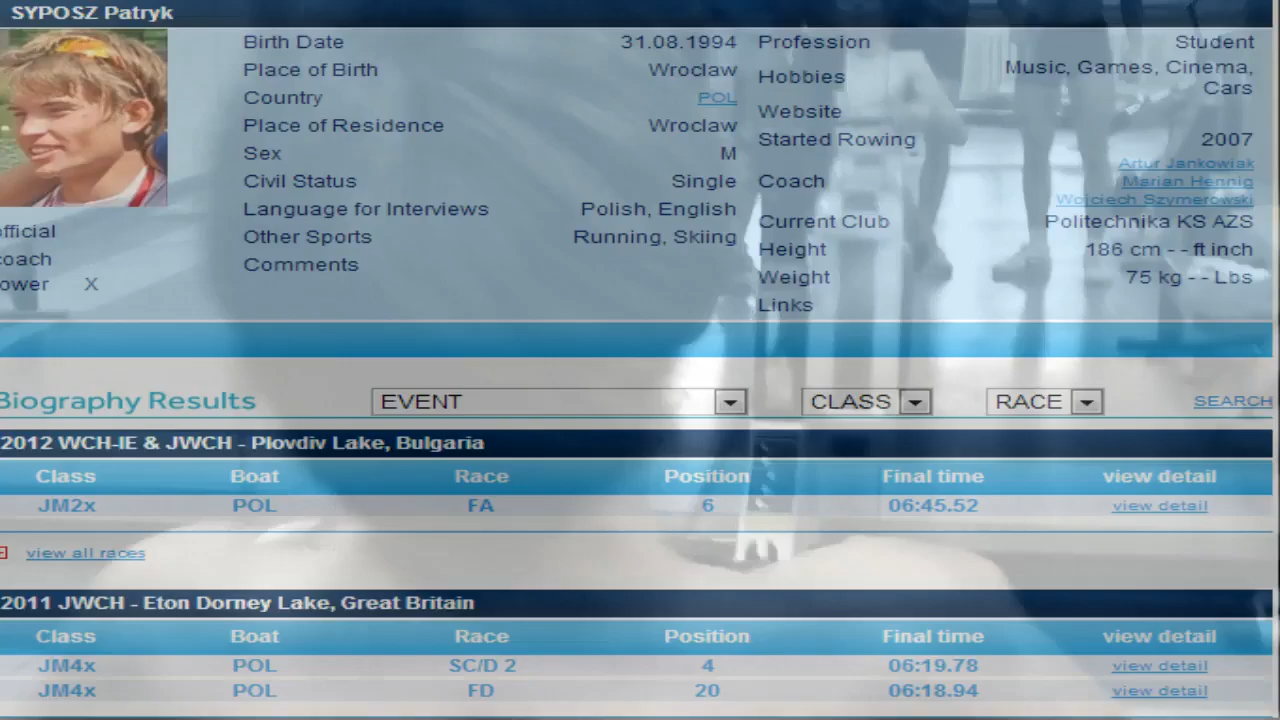 SYPOSZ Patryk
Birth Date 31.08.1994
Place of Birth Wroclaw
Country POL
Place of Residence Wroclaw
Sex M
Civil Status Single
Language for Interviews Polish, English
Other Sports Running, Skiing
Comments
Profession Student
Hobbies Music, Games, Cinema, Cars
Website
Started Rowing 2007
Coach Artur Jankowiak
Marian Hennig
Wojciech Szymerowski
Current Club Politechnika KS AZS
Height 186 cm - - ft inch
Weight 75 kg - - Lbs
Links
official
coach
ower X
Biography Results EVENT CLASS RACE SEARCH
2012 WCH-IE & JWCH - Plovdiv Lake, Bulgaria
Class Boat Race Position Final time view detail
JM2x POL FA 6 06:45.52 view detail
view all races
2011 JWCH - Eton Dorney Lake, Great Britain
Class Boat Race Position Final time view detail
JM4x POL SC/D 2 4 06:19.78 view detail
JM4x POL FD 20 06:18.94 view detail